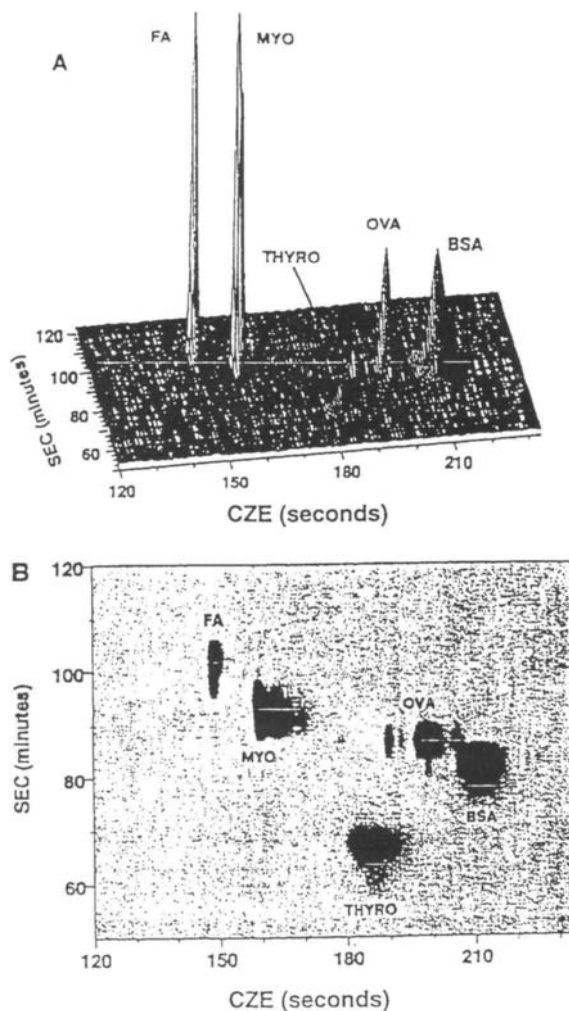 A
FA
MYO
THYRO
OVA
BSA
SEC (minutes)
120
100
80
60
120
150
180
210
CZE (seconds)
B
120
100
80
60
SEC (minutes)
FA
MYO
OVA
BSA
THYRO
120
150
180
210
CZE (seconds)